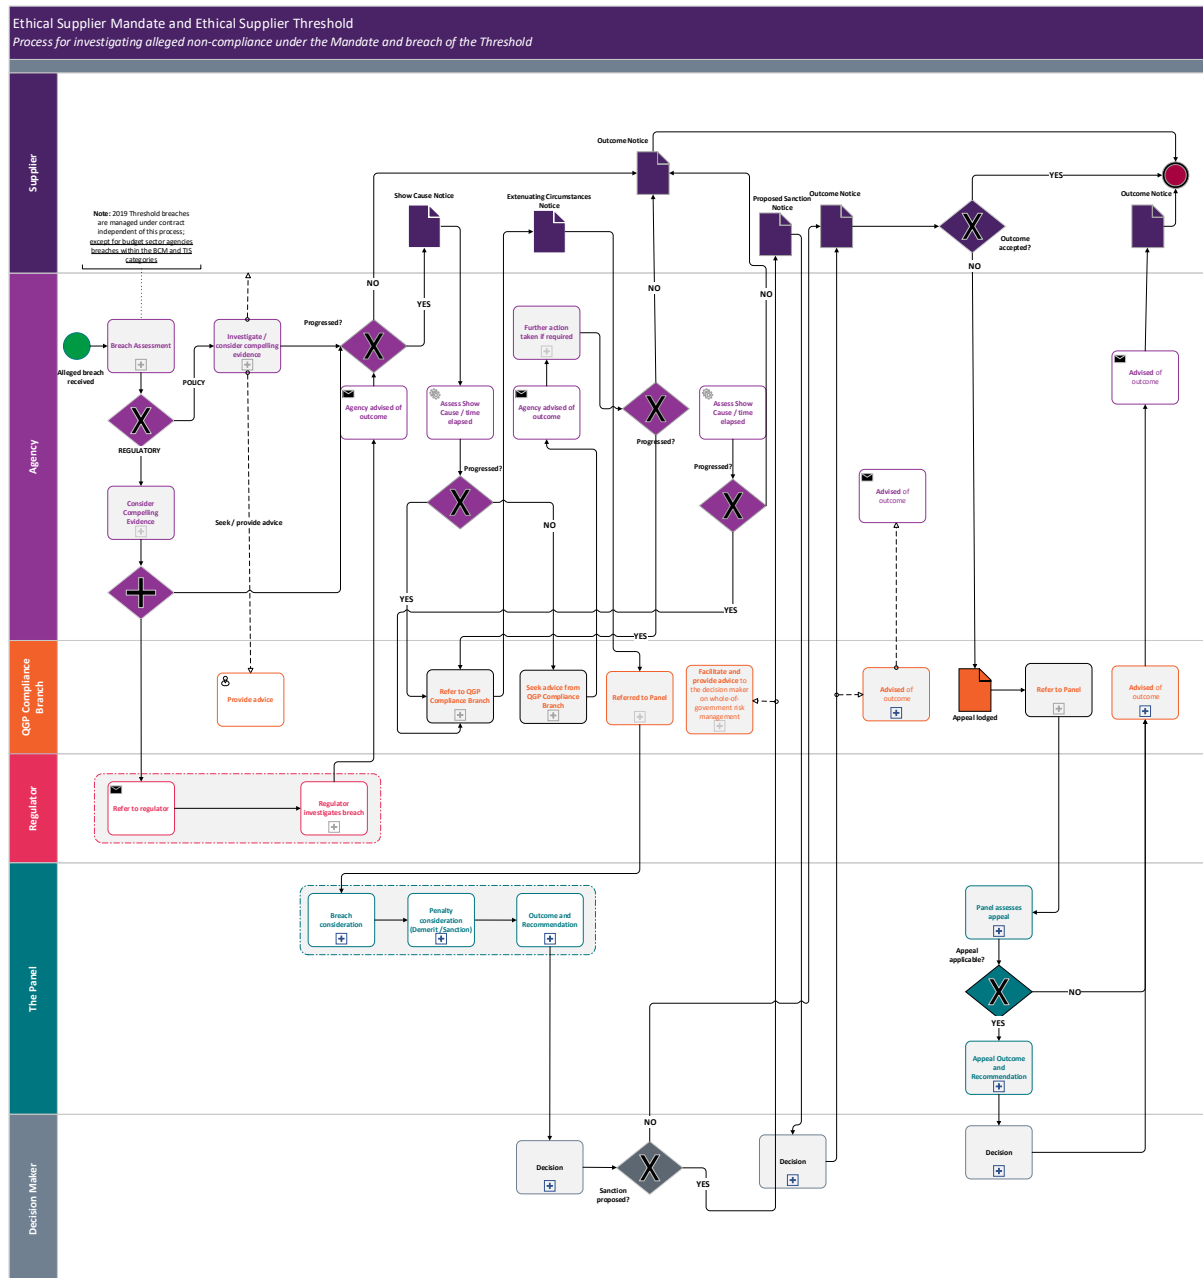 Ethical Supplier Mandate and Ethical Supplier Threshold
Process for investigating alleged non-compliance under the Mandate and breach of the Threshold
Supplier
Outcome Notice
Show Cause Notice
Extenuating Circumstances
Notice
Proposed Sanction
Notice
Outcome Notice
YES
Outcome Notice
Outcome
accepted?
NO
Note: 2019 Threshold breaches
are managed under contract
independent of this process;
except for budget sector agencies
breaches within the BCM and TIS
categories
Agency
Alleged breach
received
Breach Assessment
POLICY
REGULATORY
Investigate /
consider compelling
evidence
Consider
Compelling
Evidence
Seek / provide advice
Progressed?
NO
YES
Agency advised of
outcome
Assess Show
Cause / time
elapsed
Progressed?
YES
NO
Further action
taken if required
Agency advised of
outcome
NO
Progressed?
YES
Assess Show
Cause / time
elapsed
Progressed?
NO
YES
Advised of
outcome
Advised of
outcome
QGP Compliance
Branch
Provide advice
Refer to QGP
Compliance Branch
Seek advice from
QGP Compliance
Branch
Referred to Panel
Facilitate and
provide advice to
the decision maker
on whole-of-
government risk
management
Advised of
outcome
Appeal lodged
Refer to Panel
Advised of
outcome
Regulator
Refer to regulator
Regulator
investigates breach
The Panel
Breach
consideration
Penalty
consideration
(Demerit /Sanction)
Outcome and
Recommendation
Panel assesses
appeal
Appeal
applicable?
NO
YES
Appeal Outcome
and
Recommendation
Decision Maker
Decision
NO
Sanction
proposed?
YES
Decision
Decision